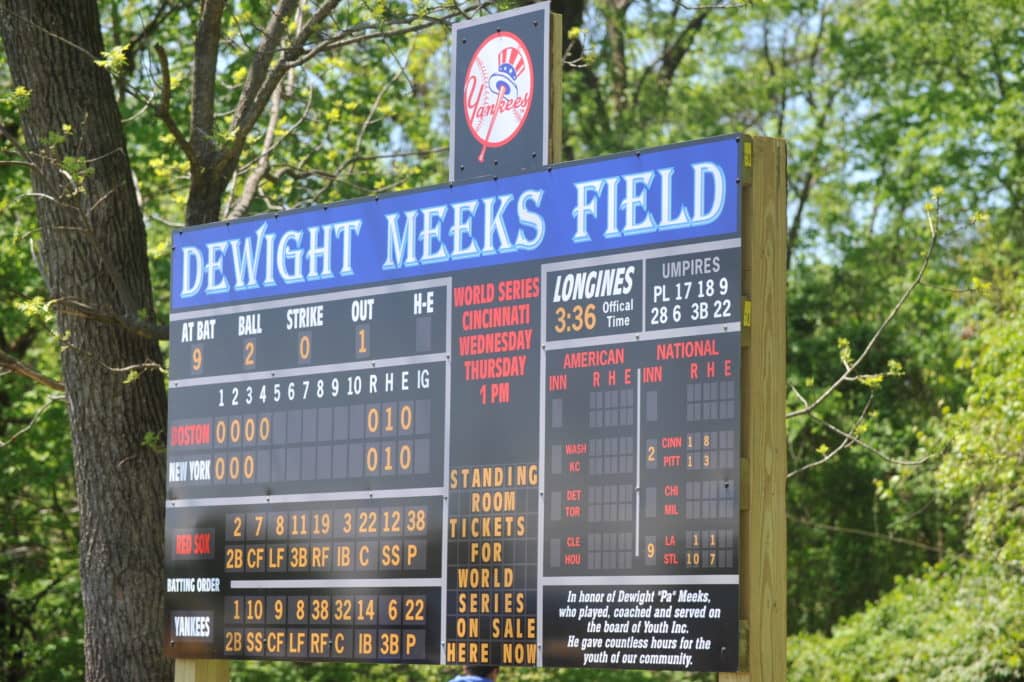 Yankees
DEWIGHT MEEKS FIELD
AT BAT BALL STRIKE OUT H-E
9 2 0 1
1 2 3 4 5 6 7 8 9 10 R H E IG
BOSTON 0 0 0 0 0 1 0
NEW YORK 0 0 0 0 1 0
RED SOX
2 7 8 11 19 3 22 12 38
2B CF LF 3B RF IB C SS P
BATTING ORDER
YANKEES
1 10 9 8 38 32 14 6 22
2B SS CF LF RF C IB 3B P
WORLD SERIES
CINCINNATI
WEDNESDAY
THURSDAY
1 PM
STANDING
ROOM
TICKETS
FOR
WORLD
SERIES
ON SALE
HERE NOW
LONGINES
3:36 Offical
Time
UMPIRES
PL 17 18 9
28 6 3B 22
AMERICAN
INN R H E
WASH
KC
DET
TOR
CLE
HOU
NATIONAL
INN R H E
2 CINN 1 8
PITT 1 3
CHI
MIL
9 LA 1 1
STL 10 7
In honor of Dewight "Pa" Meeks,
who played, coached and served on
the board of Youth Inc.
He gave countless hours for the
youth of our community.